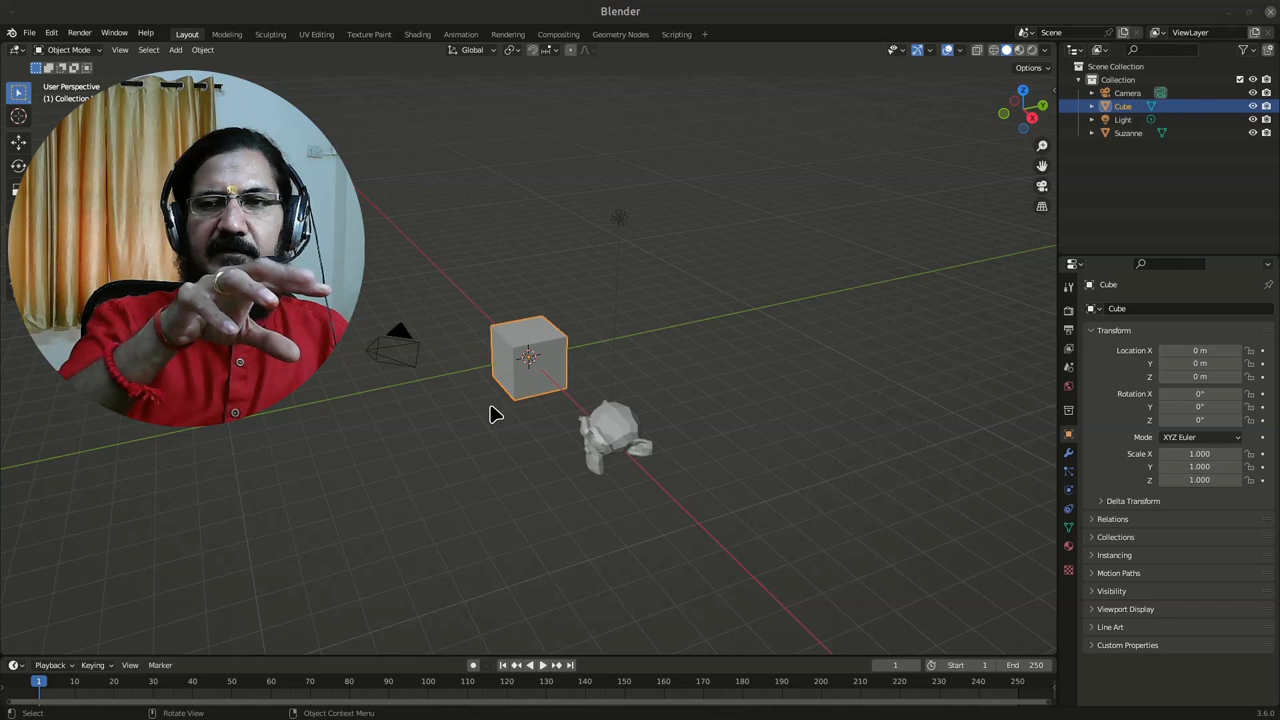 Blender
File Edit Render Window Help Layout Modeling Sculpting UV Editing Texture Paint Shading Animation Rendering Compositing Geometry Nodes Scripting Scene ViewLayer
Object Mode View Select Add Object Global
Options
User Perspective
(1) Collection
Z
Y
X
Scene Collection
Collection
Camera
Cube
Light
Suzanne
Cube
Cube
Transform
Location X 0 m
Y 0 m
Z 0 m
Rotation X 0°
Y 0°
Z 0°
Mode XYZ Euler
Scale X 1.000
Y 1.000
Z 1.000
Delta Transform
Relations
Collections
Instancing
Motion Paths
Visibility
Viewport Display
Line Art
Custom Properties
Playback Keying View Marker 1 Start 1 End 250
1 10 20 30 40 50 60 70 80 90 100 110 120 130 140 150 160 170 180 190 200 210 220 230 240 250
Select Rotate View Object Context Menu 3.6.0